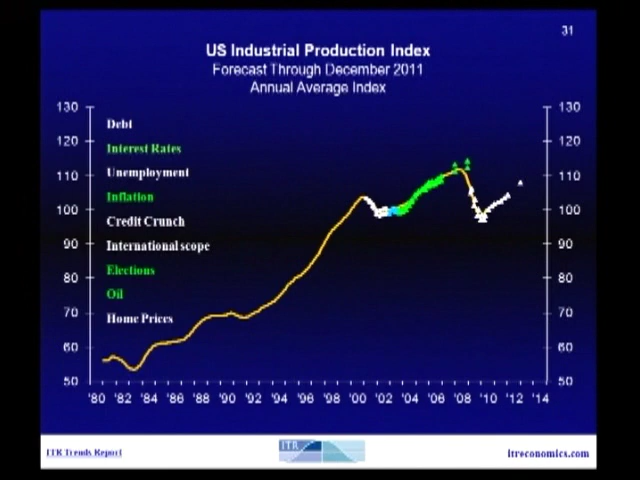 31
US Industrial Production Index
Forecast Through December 2011
Annual Average Index
130 130
120 120
110 110
100 100
90 90
80 80
70 70
60 60
50 50
Debt
Interest Rates
Unemployment
Inflation
Credit Crunch
International scope
Elections
Oil
Home Prices
'80 '82 '84 '86 '88 '90 '92 '94 '96 '98 '00 '02 '04 '06 '08 '10 '12 '14
ITR Trends Report
ITR
itreconomics.com